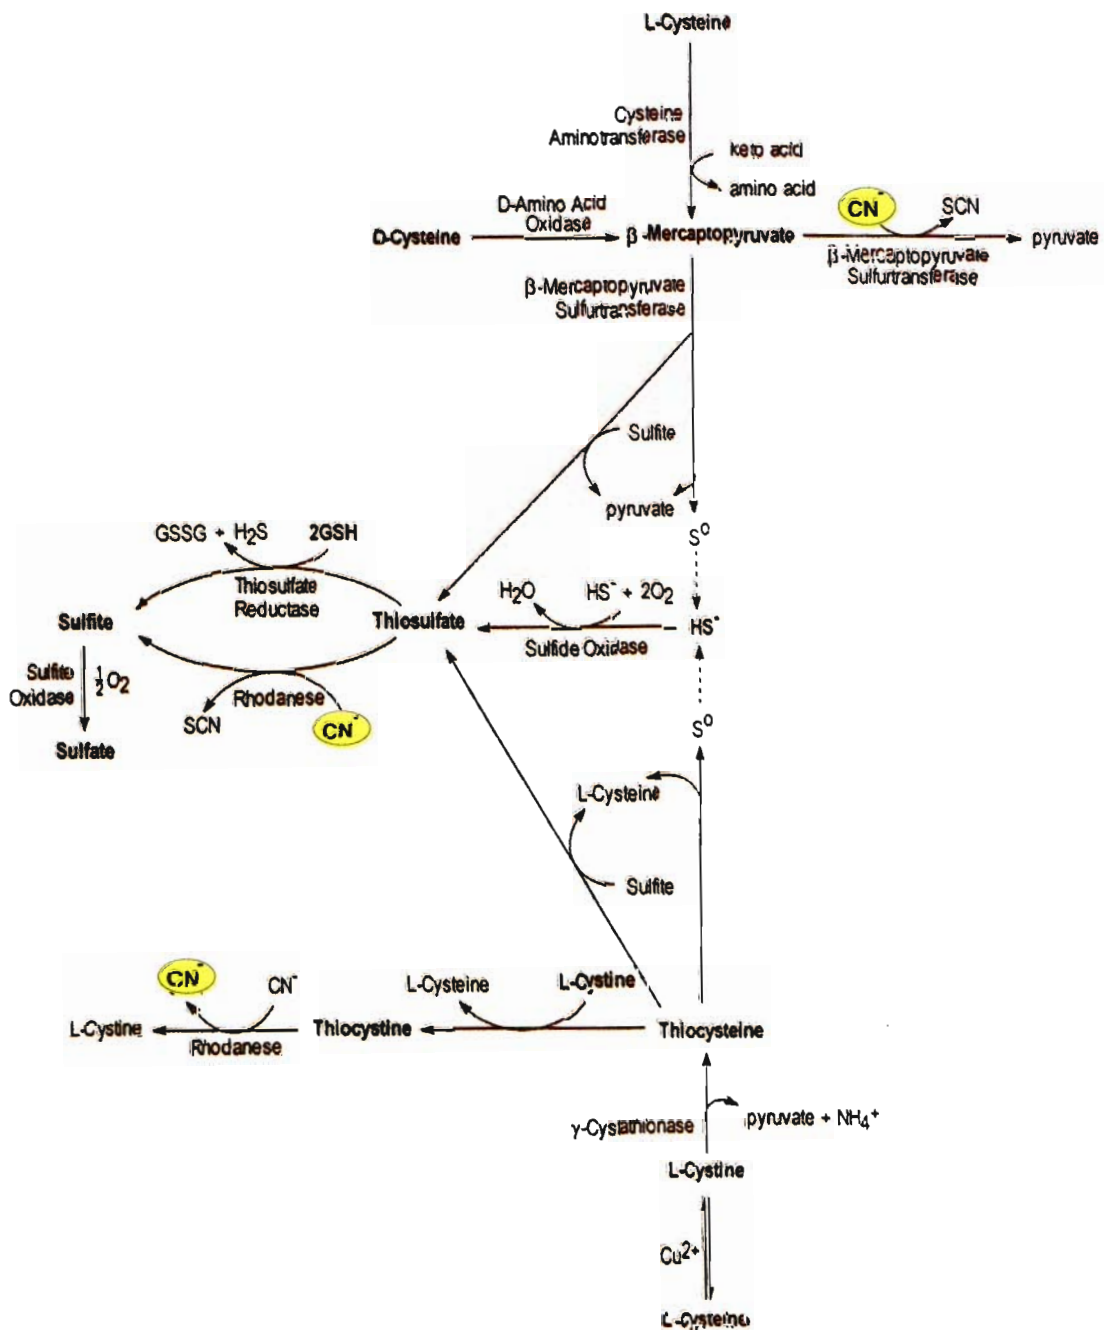 L-Cysteine
Cysteine
Aminotransferase
keto acid
amino acid
D-Amino Acid
Oxidase
CN-
SCN
D-Cysteine
β-Mercaptopyruvate
pyruvate
β-Mercaptopyruvate
Sulfurtransferase
β-Mercaptopyruvate
Sulfurtransferase
Sulfite
pyruvate
S0
GSSG + H2S
2GSH
Thiosulfate
Reductase
H2O
HS- + 2O2
Sulfite
Thiosulfate
HS-
Sulfide Oxidase
Sulfite
Oxidase
1/2 O2
Rhodanese
SCN
CN-
S0
Sulfate
L-Cysteine
Sulfite
CN-
CN-
L-Cysteine
L-Cystine
L-Cystine
Rhodanese
Thiocystine
Thiocysteine
γ-Cystathionase
pyruvate + NH4+
L-Cystine
Cu2+
L-Cysteine